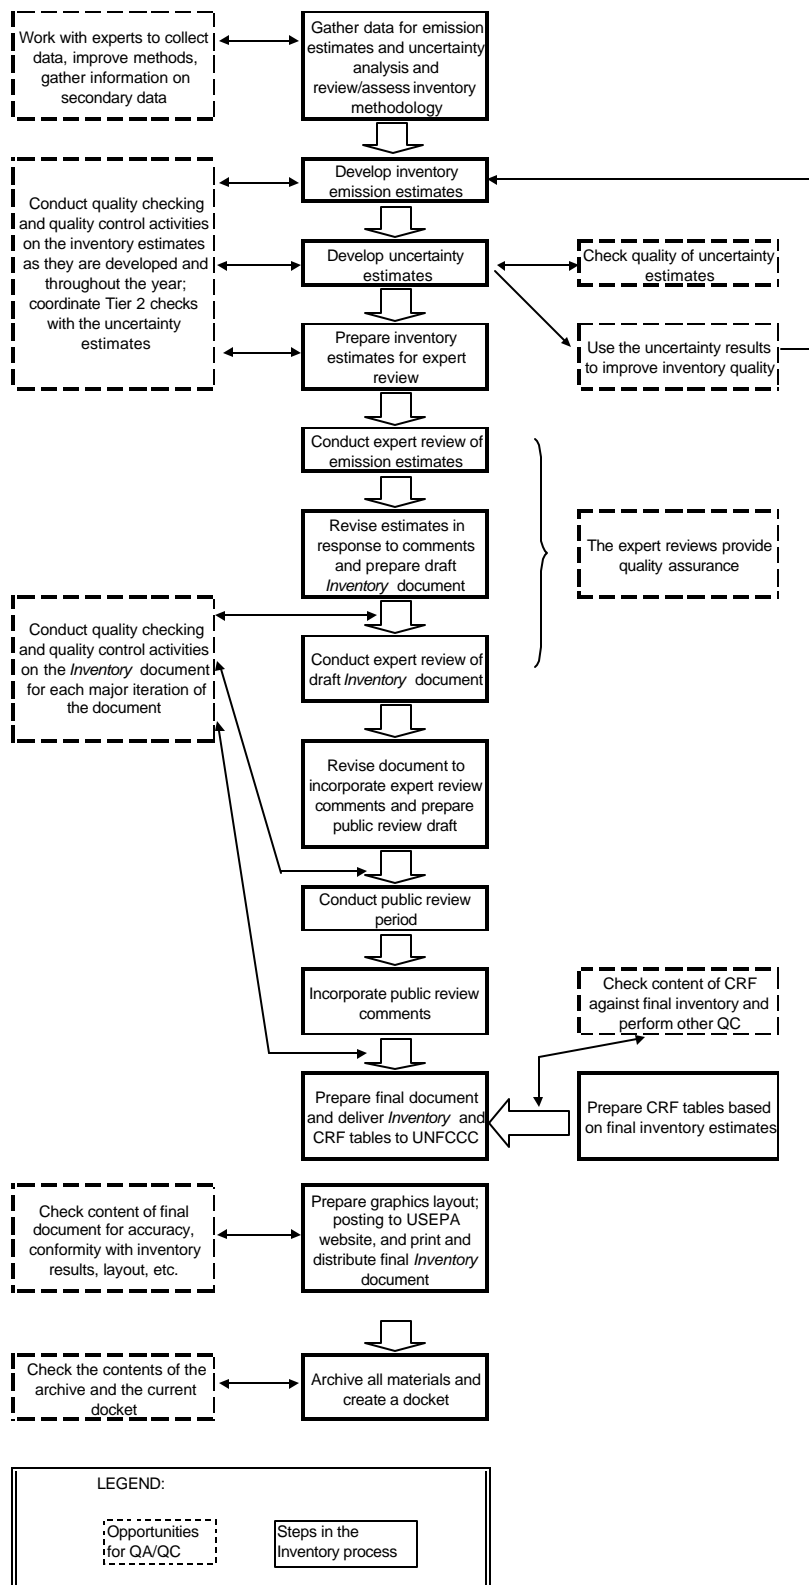 Work with experts to collect
data, improve methods,
gather information on
secondary data
Gather data for emission
estimates and uncertainty
analysis and
review/assess inventory
methodology
Develop inventory
emission estimates
Conduct quality checking
and quality control activities
on the inventory estimates
as they are developed and
throughout the year;
coordinate Tier 2 checks
with the uncertainty
estimates
Develop uncertainty
estimates
Check quality of uncertainty
estimates
Prepare inventory
estimates for expert
review
Use the uncertainty results
to improve inventory quality
Conduct expert review of
emission estimates
Revise estimates in
response to comments
and prepare draft
Inventory document
The expert reviews provide
quality assurance
Conduct quality checking
and quality control activities
on the Inventory document
for each major iteration of
the document
Conduct expert review of
draft Inventory document
Revise document to
incorporate expert review
comments and prepare
public review draft
Conduct public review
period
Incorporate public review
comments
Check content of CRF
against final inventory and
perform other QC
Prepare final document
and deliver Inventory and
CRF tables to UNFCCC
Prepare CRF tables based
on final inventory estimates
Check content of final
document for accuracy,
conformity with inventory
results, layout, etc.
Prepare graphics layout;
posting to USEPA
website, and print and
distribute final Inventory
document
Check the contents of the
archive and the current
docket
Archive all materials and
create a docket
LEGEND:
Opportunities
for QA/QC
Steps in the
Inventory process